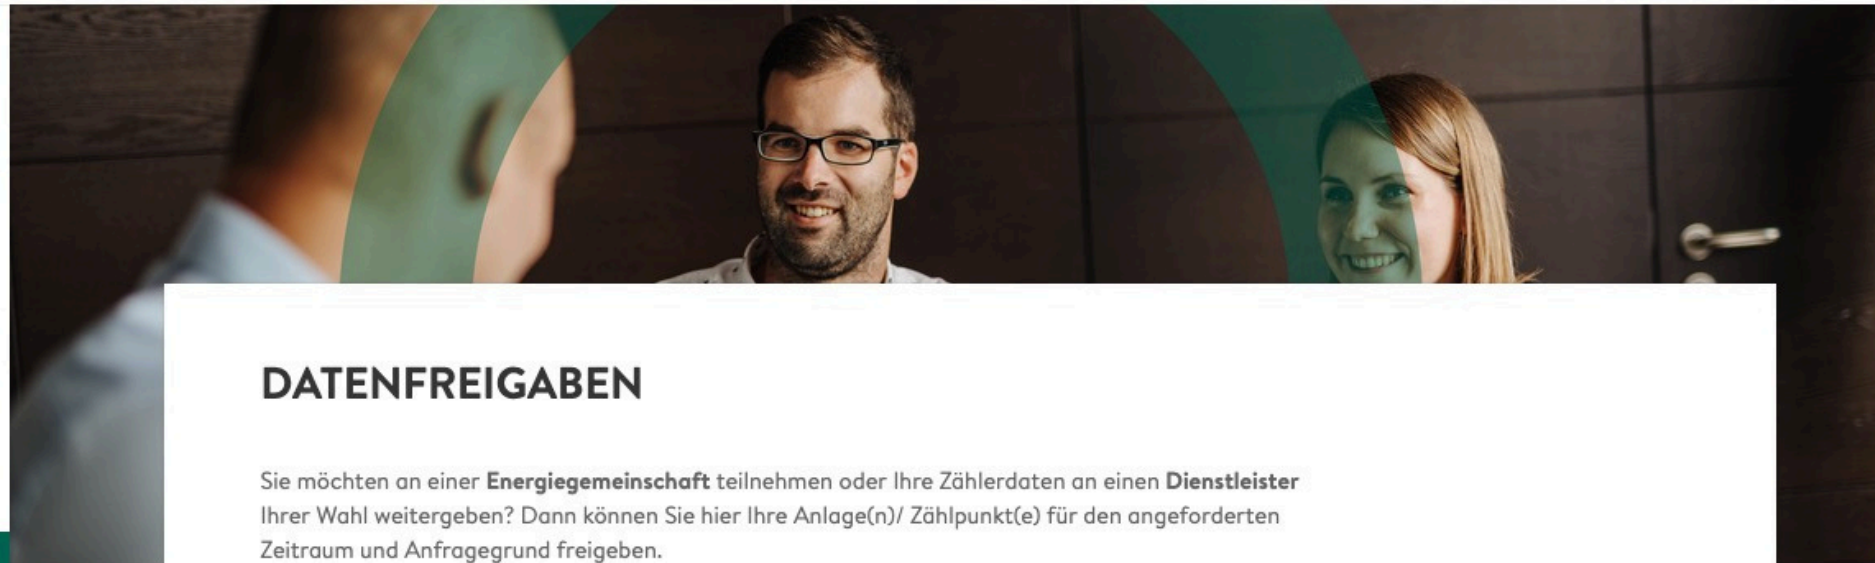 DATENFREIGABEN
Sie möchten an einer Energiegemeinschaft teilnehmen oder Ihre Zählerdaten an einen Dienstleister
Ihrer Wahl weitergeben? Dann können Sie hier Ihre Anlage(n)/ Zählpunkt(e) für den angeforderten
Zeitraum und Anfragegrund freigeben.